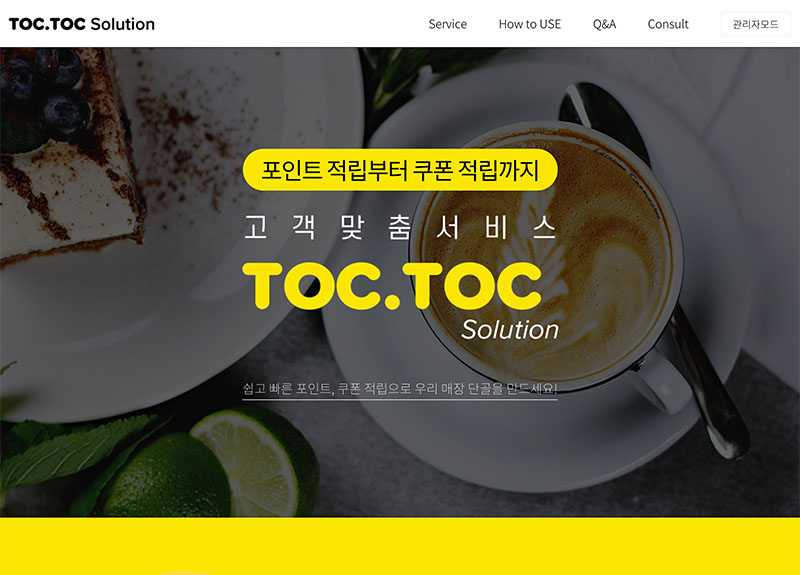 TOC.TOC Solution
Service
How to USE
Q&A
Consult
관리자모드
포인트 적립부터 쿠폰 적립까지
고객맞춤서비스
TOC.TOC
Solution
쉽고 빠른 포인트, 쿠폰 적립으로 우리 매장 단골을 만드세요!